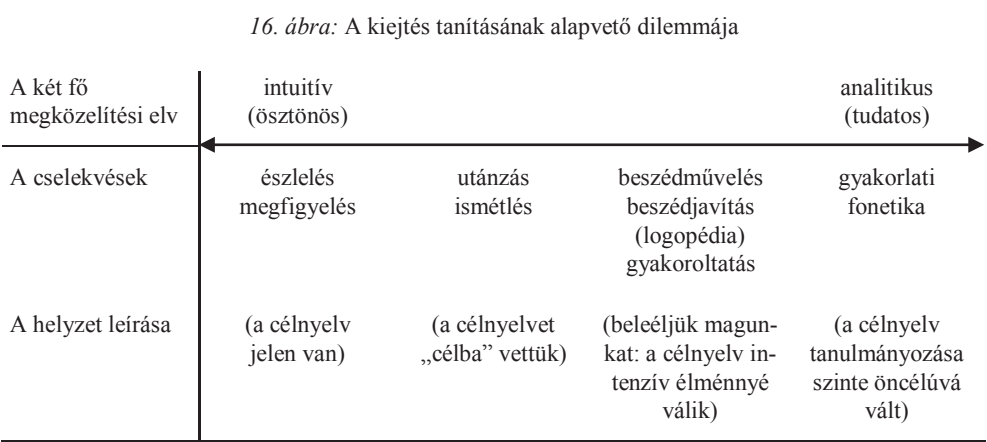 16. ábra: A kiejtés tanításának alapvető dilemmája
A két fő
megközelítési elv
intuitív
(ösztönös)
analitikus
(tudatos)
A cselekvések
észlelés
megfigyelés
utánzás
ismétlés
beszédművelés
beszédjavítás
(logopédia)
gyakoroltatás
gyakorlati
fonetika
A helyzet leírása
(a célnyelv
jelen van)
(a célnyelvet
„célba” vettük)
(beleéljük magun-
kat: a célnyelv in-
tenzív élménnyé
válik)
(a célnyelv
tanulmányozása
szinte öncélúvá
vált)